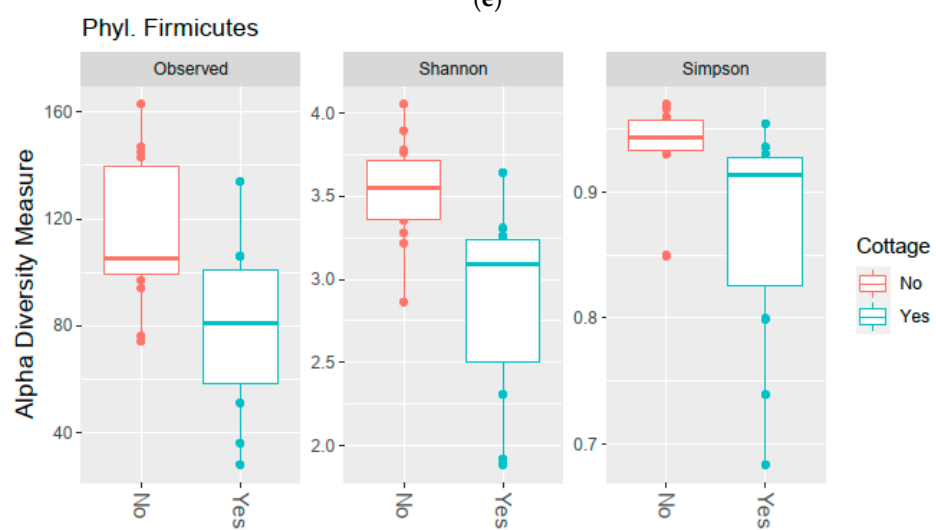 (e)
Phyl. Firmicutes
Observed Shannon Simpson
Alpha Diversity Measure
160
120
80
40
4.0
3.5
3.0
2.5
2.0
0.9
0.8
0.7
No Yes No Yes No Yes
Cottage
No
Yes